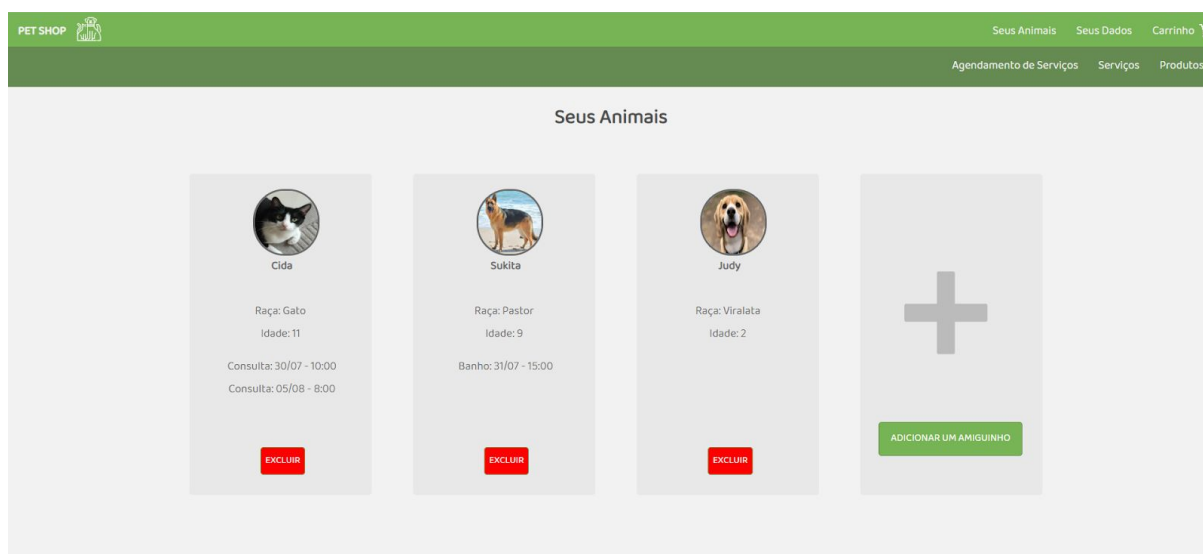 PET SHOP
Seus Animais Seus Dados Carrinho
Agendamento de Serviços Serviços Produtos
Seus Animais
Cida
Raça: Gato
Idade: 11
Consulta: 30/07 - 10:00
Consulta: 05/08 - 8:00
EXCLUIR
Sukita
Raça: Pastor
Idade: 9
Banho: 31/07 - 15:00
EXCLUIR
Judy
Raça: Viralata
Idade: 2
EXCLUIR
ADICIONAR UM AMIGUINHO